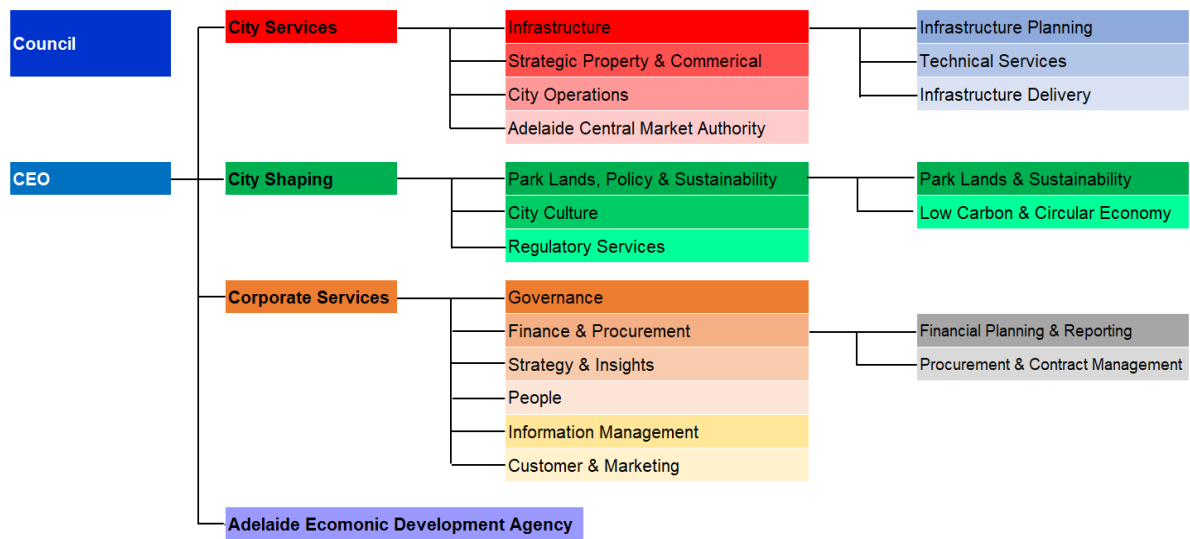 Council
City Services
Infrastructure
Infrastructure Planning
Strategic Property & Commerical
Technical Services
City Operations
Infrastructure Delivery
Adelaide Central Market Authority
CEO
City Shaping
Park Lands, Policy & Sustainability
Park Lands & Sustainability
City Culture
Low Carbon & Circular Economy
Regulatory Services
Corporate Services
Governance
Finance & Procurement
Financial Planning & Reporting
Strategy & Insights
Procurement & Contract Management
People
Information Management
Customer & Marketing
Adelaide Ecomonic Development Agency